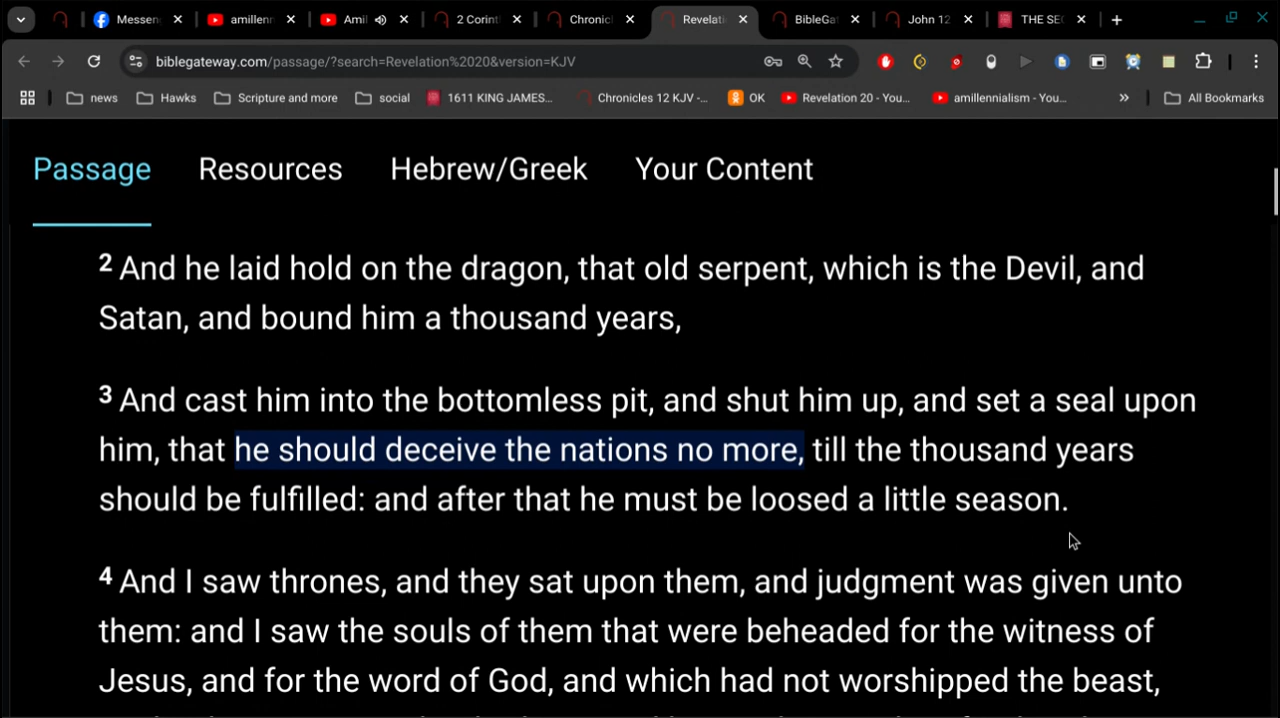 Messen
amillenn
Amil
2 Corint
Chronic
Revelati
BibleGa
John 12
THE SE
biblegateway.com/passage/?search=Revelation%2020&version=KJV
news
Hawks
Scripture and more
social
1611 KING JAMES...
Chronicles 12 KJV -...
OK
Revelation 20 - You...
amillennialism - You...
»
All Bookmarks
Passage
Resources
Hebrew/Greek
Your Content
2 And he laid hold on the dragon, that old serpent, which is the Devil, and
Satan, and bound him a thousand years,
3 And cast him into the bottomless pit, and shut him up, and set a seal upon
him, that he should deceive the nations no more, till the thousand years
should be fulfilled: and after that he must be loosed a little season.
4 And I saw thrones, and they sat upon them, and judgment was given unto
them: and I saw the souls of them that were beheaded for the witness of
Jesus, and for the word of God, and which had not worshipped the beast,